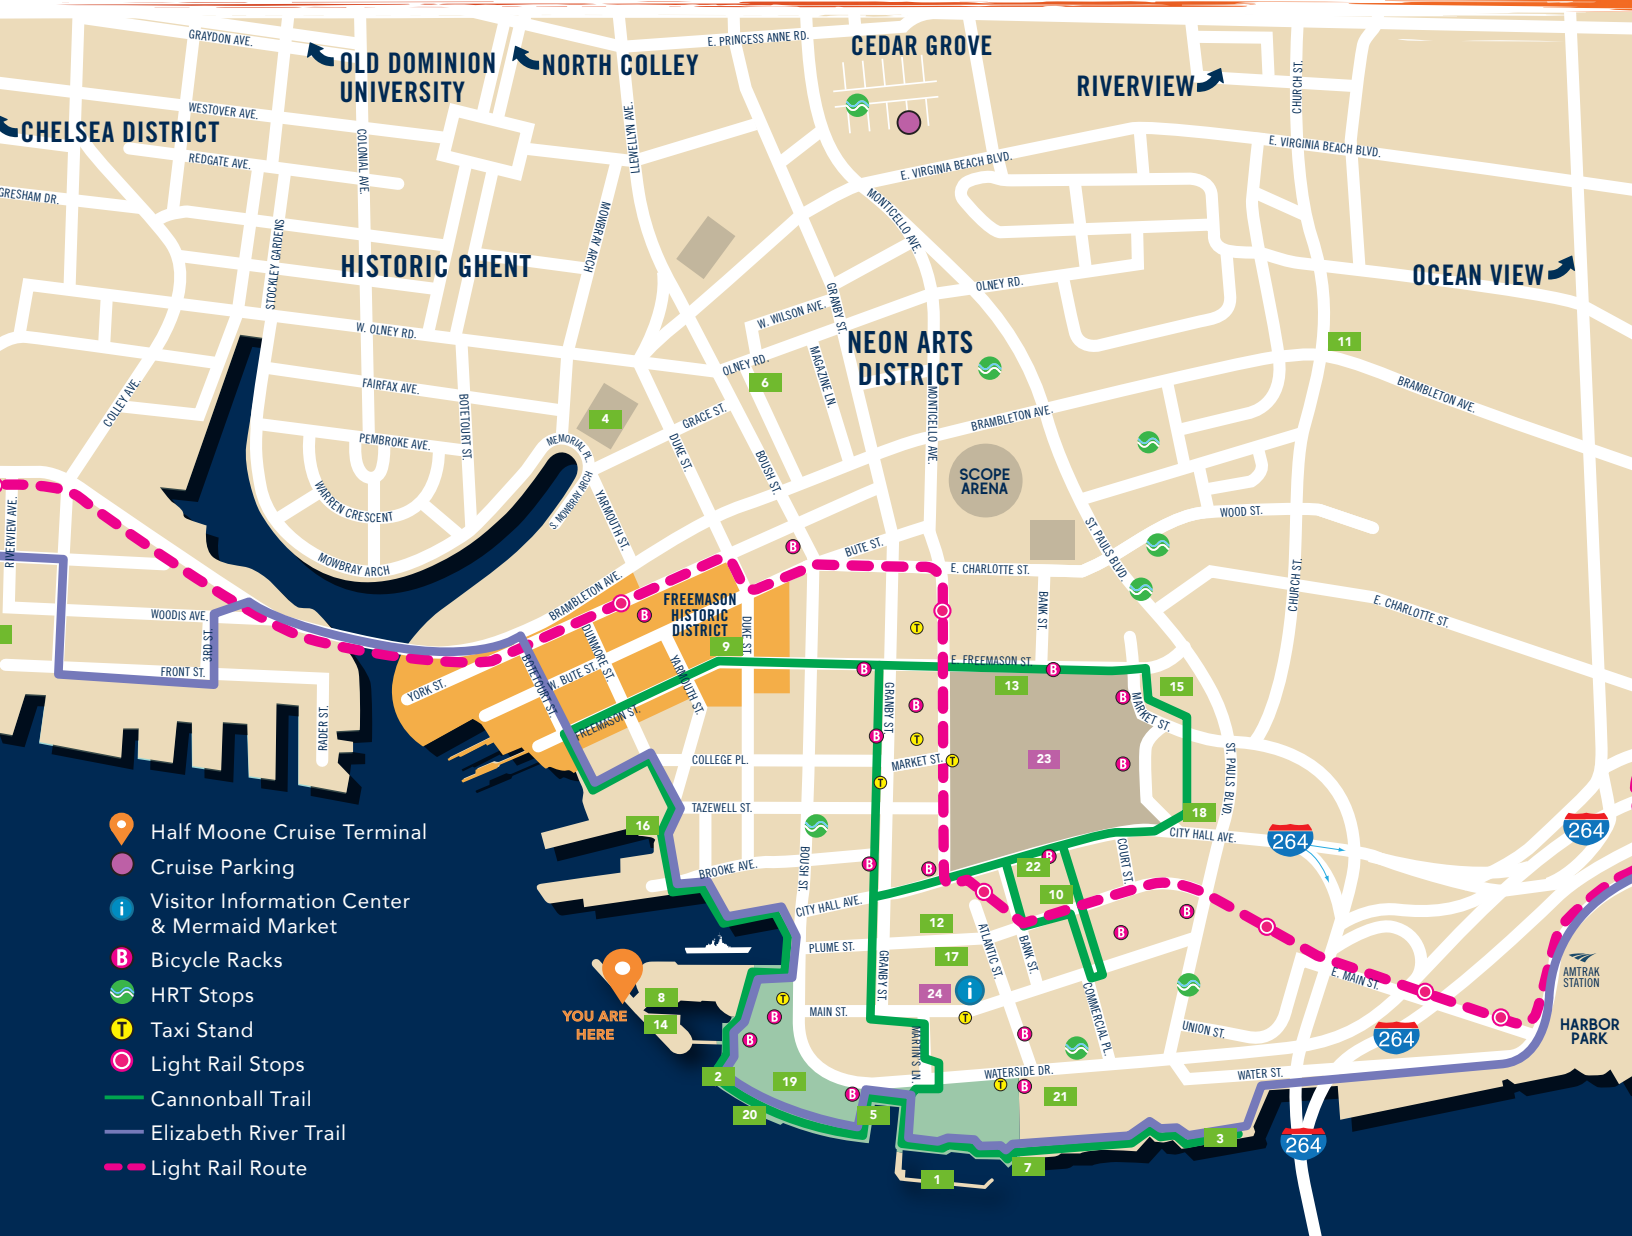 GRAYDON AVE.
OLD DOMINION
UNIVERSITY
NORTH COLLEY
E. PRINCESS ANNE RD.
CEDAR GROVE
RIVERVIEW
CHURCH ST.
WESTOVER AVE.
CHELSEA DISTRICT
REDGATE AVE.
COLONIAL AVE.
LLEWELLYN AVE.
E. VIRGINIA BEACH BLVD.
E. VIRGINIA BEACH BLVD.
GRESHAM DR.
MONTICELLO AVE.
MOWBRAY ARCH
STOCKLEY GARDENS
HISTORIC GHENT
OCEAN VIEW
OLNEY RD.
GRANBY ST.
W. WILSON AVE.
W. OLNEY RD.
NEON ARTS
DISTRICT
11
OLNEY RD.
MAGAZINE LN.
6
FAIRFAX AVE.
COLLEY AVE.
BOTETOURT ST.
BRAMBLETON AVE.
4
GRACE ST.
MONTICELLO AVE.
BRAMBLETON AVE.
PEMBROKE AVE.
MEMORIAL PL.
DUKE ST.
BOUSH ST.
SCOPE
ARENA
WARREN CRESCENT
S. MOWBRAY ARCH
YARMOUTH ST.
WOOD ST.
RIVERVIEW AVE.
ST. PAULS BLVD.
BUTE ST.
MOWBRAY ARCH
E. CHARLOTTE ST.
CHURCH ST.
BRAMBLETON AVE.
FREEMASON
HISTORIC
DISTRICT
BANK ST.
E. CHARLOTTE ST.
WOODIS AVE.
3RD ST.
DUNMORE ST.
DUKE ST.
9
FRONT ST.
E. FREEMASON ST.
BOTETOURT ST.
W. BUTE ST.
YARMOUTH ST.
YORK ST.
13
15
GRANBY ST.
MARKET ST.
FREEMASON ST.
RADER ST.
COLLEGE PL.
MARKET ST.
23
ST. PAULS BLVD.
TAZEWELL ST.
16
18
CITY HALL AVE.
264
264
BROOKE AVE.
BOUSH ST.
COURT ST.
22
10
CITY HALL AVE.
12
PLUME ST.
17
ATLANTIC ST.
BANK ST.
GRANBY ST.
E. MAIN ST.
AMTRAK
STATION
24
i
8
14
YOU ARE
HERE
MAIN ST.
COMMERCIAL PL.
UNION ST.
264
HARBOR
PARK
MARTIN'S LN.
WATERSIDE DR.
WATER ST.
2
19
21
20
5
3
264
7
1
Half Moone Cruise Terminal
Cruise Parking
i Visitor Information Center
& Mermaid Market
B Bicycle Racks
HRT Stops
T Taxi Stand
Light Rail Stops
Cannonball Trail
Elizabeth River Trail
Light Rail Route